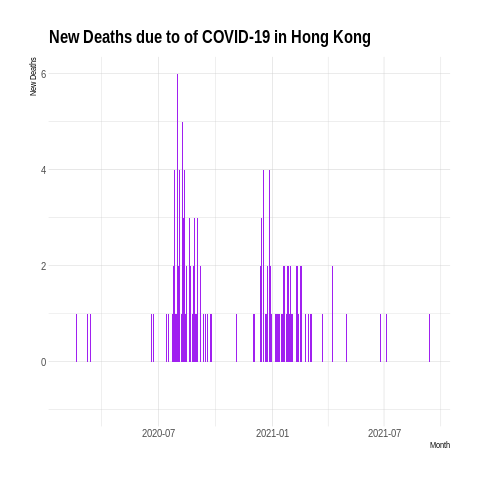 New Deaths due to of COVID-19 in Hong Kong
New Deaths
6
4
2
0
2020-07 2021-01 2021-07
Month